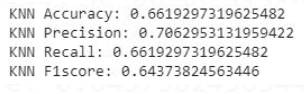 KNN Accuracy: 0.6619297319625482
KNN Precision: 0.7062953131959422
KNN Recall: 0.6619297319625482
KNN F1score: 0.64373824563446